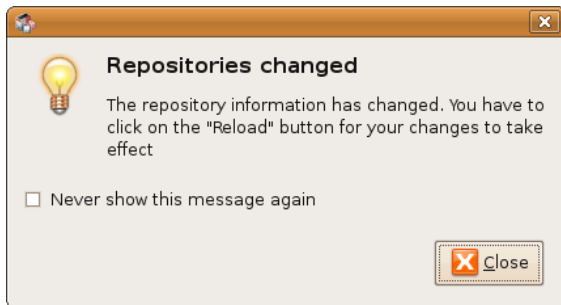 Repositories changed
The repository information has changed. You have to
click on the "Reload" button for your changes to take
effect
Never show this message again
Close